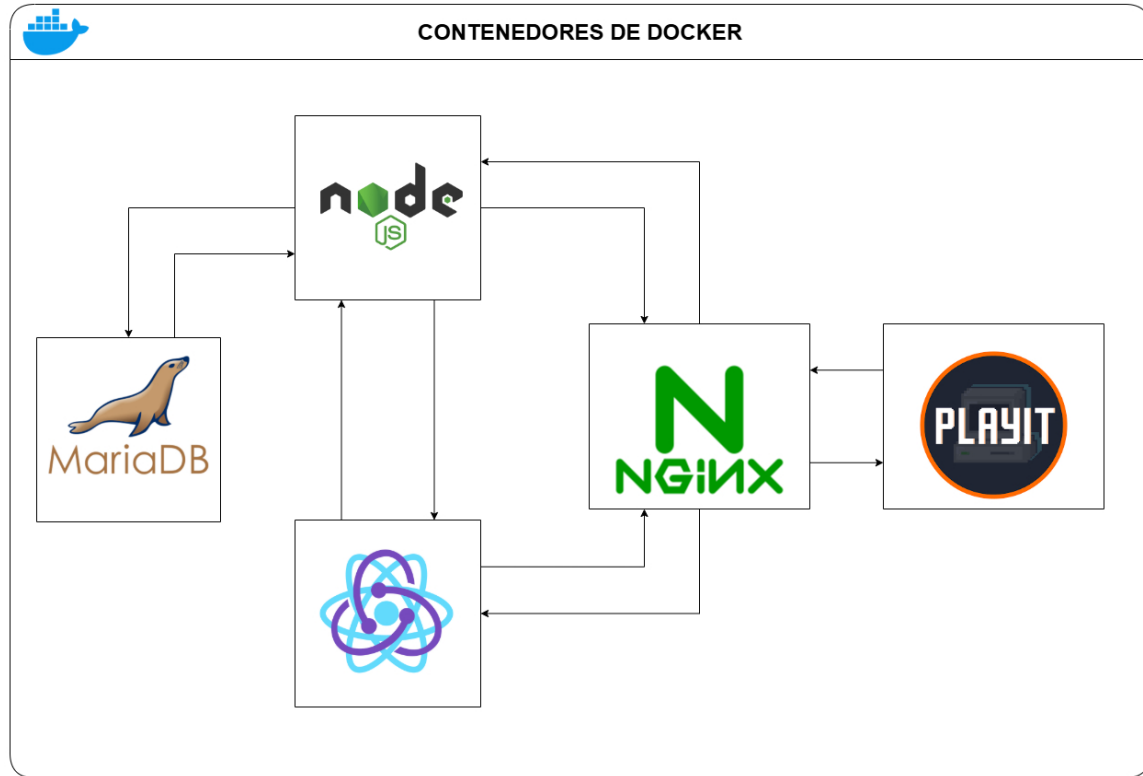 CONTENEDORES DE DOCKER
node
JS
MariaDB
NGiNX
PLAYIT